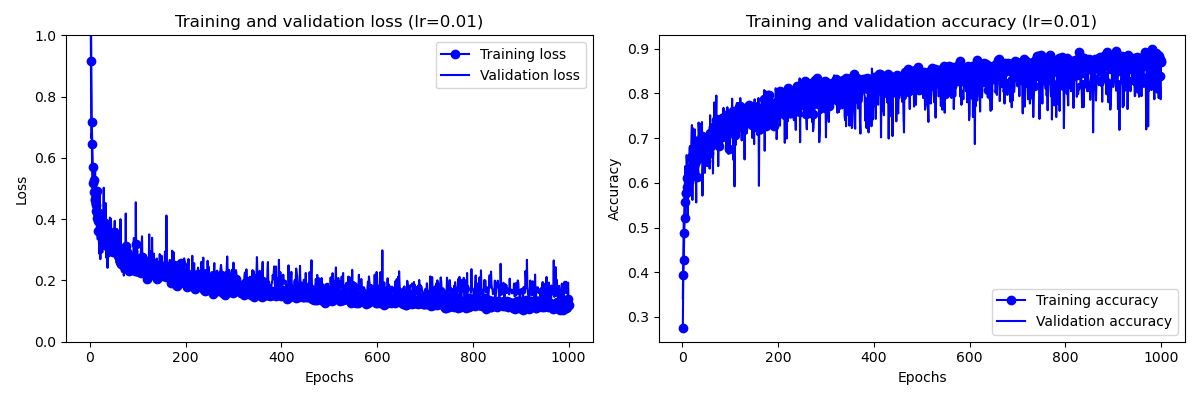 Training and validation loss (lr=0.01)
1.0
0.8
0.6
0.4
0.2
0.0
Loss
Training loss
Validation loss
0
200
400
600
800
1000
Epochs
Training and validation accuracy (lr=0.01)
0.9
0.8
0.7
0.6
0.5
0.4
0.3
Accuracy
Training accuracy
Validation accuracy
0
200
400
600
800
1000
Epochs